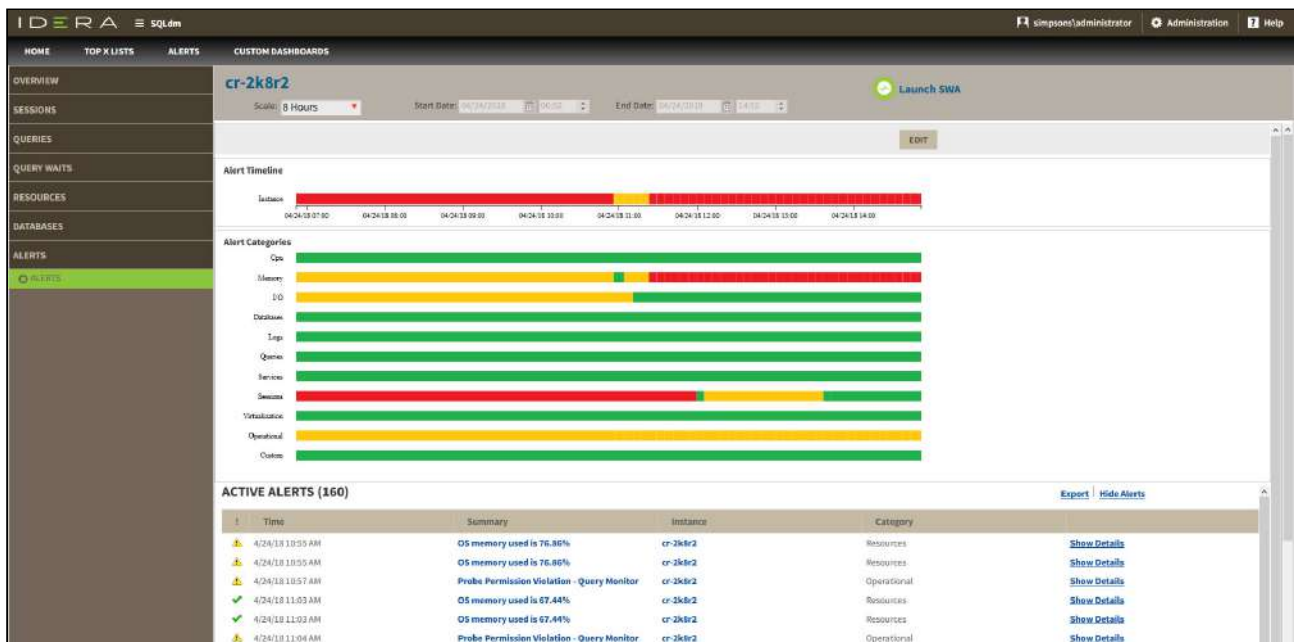 IDERA ≡ SQLdm simpsons\administrator Administration ? Help
HOME TOP X LISTS ALERTS CUSTOM DASHBOARDS
OVERVIEW
SESSIONS
QUERIES
QUERY WAITS
RESOURCES
DATABASES
ALERTS
ALERTS
cr-2k8r2
Launch SWA
Scale: 8 Hours Start Date: 04/24/2018 End Date: 04/24/2018
EDIT
Alert Timeline
Instance
04/24/18 07:00 04/24/18 08:00 04/24/18 09:00 04/24/18 10:00 04/24/18 11:00 04/24/18 12:00 04/24/18 13:00 04/24/18 14:00
Alert Categories
Cpu
Memory
I/O
Databases
Logs
Queries
Services
Sessions
Virtualization
Operational
Custom
ACTIVE ALERTS (160) Export Hide Alerts
! Time Summary Instance Category
4/24/18 10:55 AM OS memory used is 76.86% cr-2k8r2 Resources Show Details
4/24/18 10:55 AM OS memory used is 76.86% cr-2k8r2 Resources Show Details
4/24/18 10:57 AM Probe Permission Violation - Query Monitor cr-2k8r2 Operational Show Details
4/24/18 11:03 AM OS memory used is 67.44% cr-2k8r2 Resources Show Details
4/24/18 11:03 AM OS memory used is 67.44% cr-2k8r2 Resources Show Details
4/24/18 11:04 AM Probe Permission Violation - Query Monitor cr-2k8r2 Operational Show Details